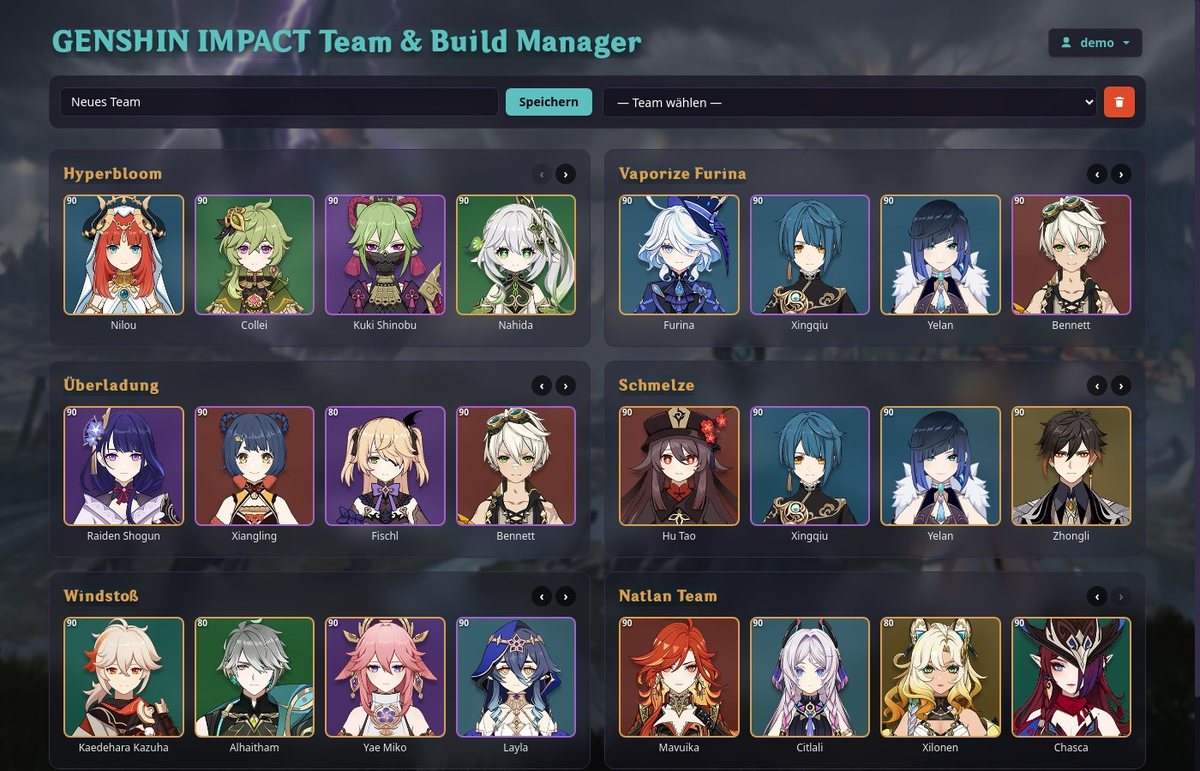 GENSHIN IMPACT Team & Build Manager
demo
Neues Team
Speichern
— Team wählen —
Hyperbloom
90
90
90
90
Nilou
Collei
Kuki Shinobu
Nahida
Vaporize Furina
90
90
90
90
Furina
Xingqiu
Yelan
Bennett
Überladung
90
90
80
90
Raiden Shogun
Xiangling
Fischl
Bennett
Schmelze
90
90
90
90
Hu Tao
Xingqiu
Yelan
Zhongli
Windstoß
90
80
90
90
Kaedehara Kazuha
Alhaitham
Yae Miko
Layla
Natlan Team
90
90
80
90
Mavuika
Citlali
Xilonen
Chasca